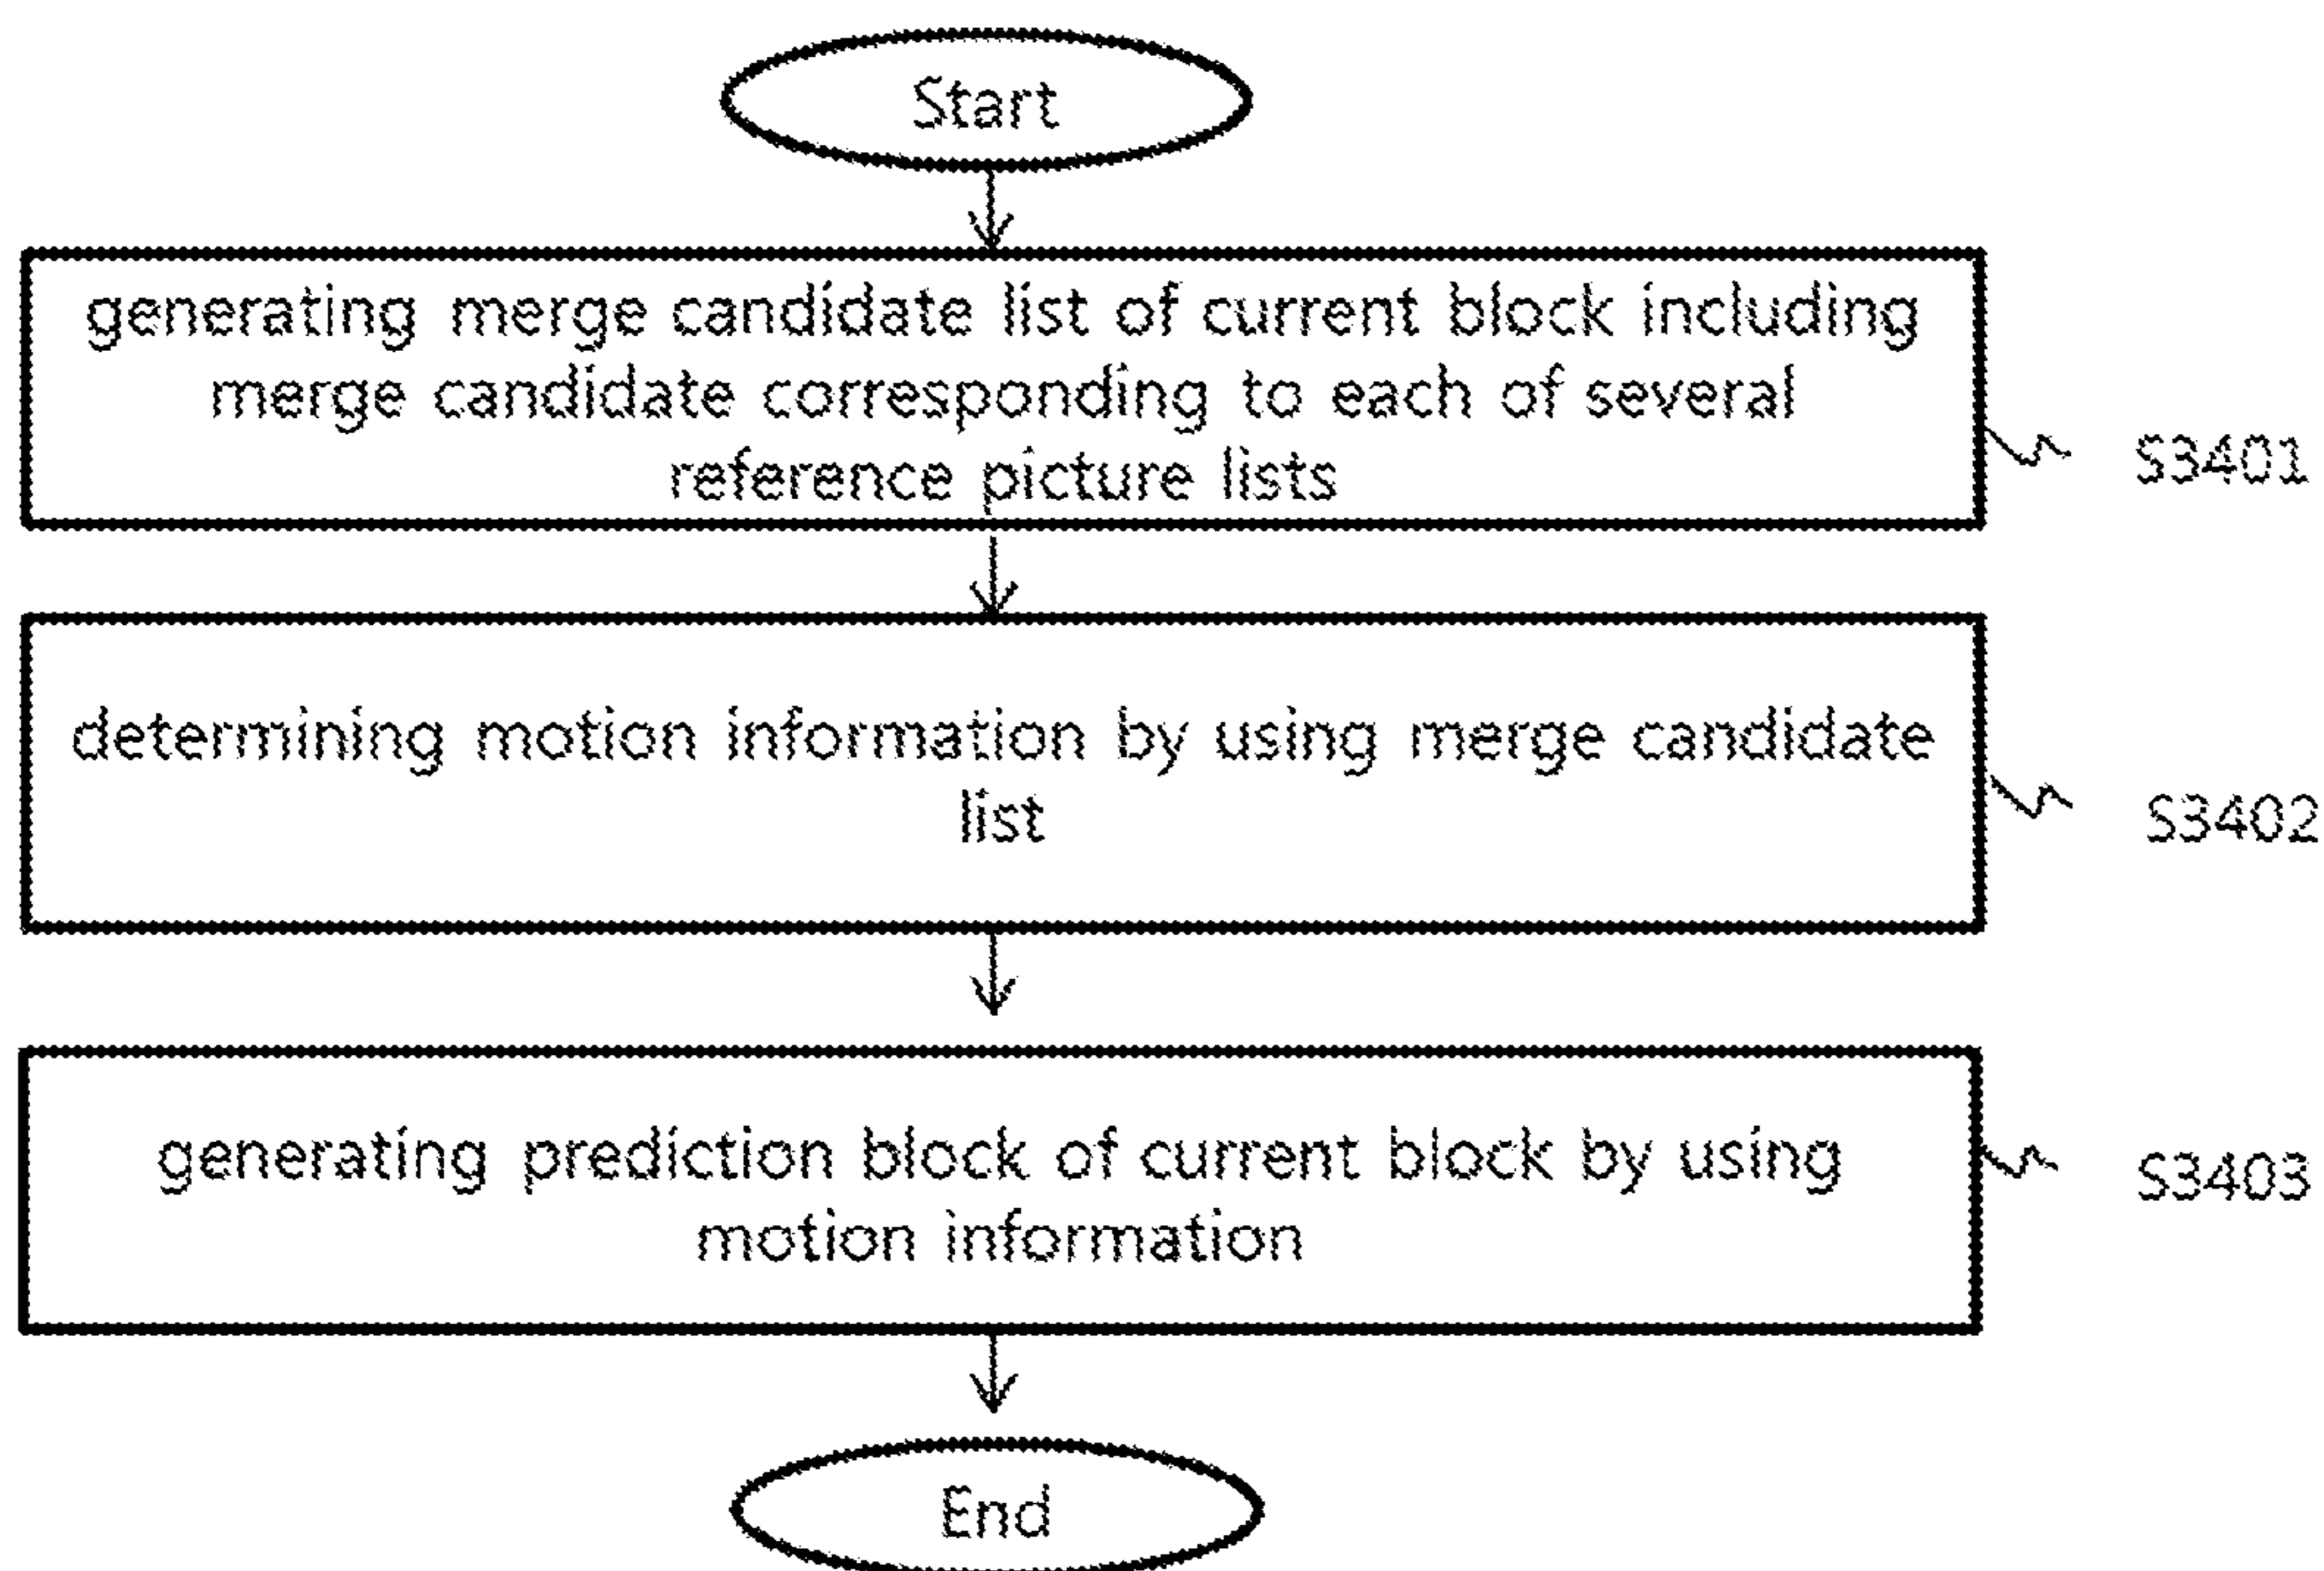 Start
generating merge candidate list of current block including
merge candidate corresponding to each of several
reference picture lists
S3401
determining motion information by using merge candidate
list
S3402
generating prediction block of current block by using
motion information
S3403
End